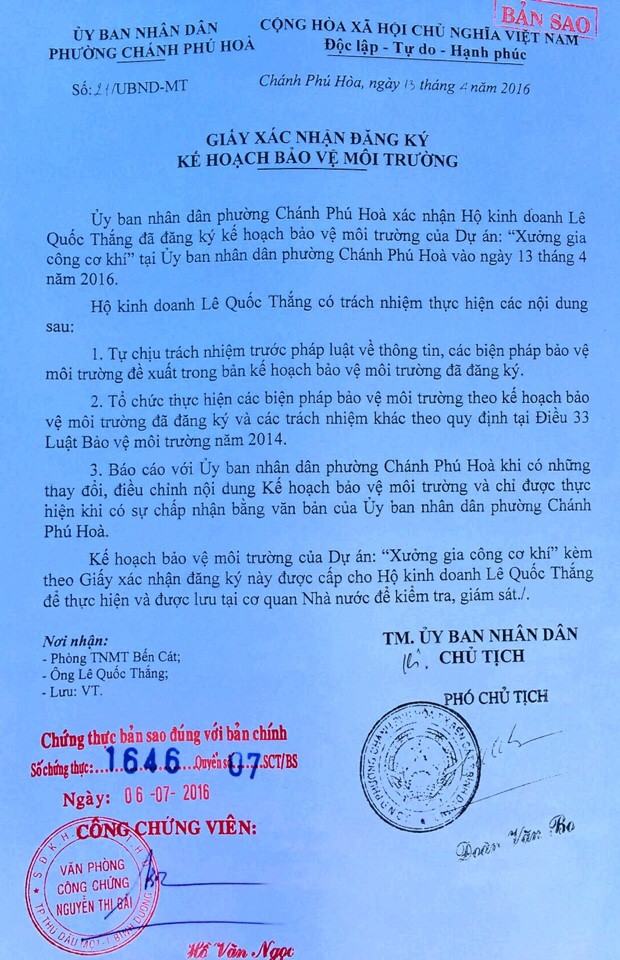 BẢN SAO
ỦY BAN NHÂN DÂN
PHƯỜNG CHÁNH PHÚ HOÀ
CỘNG HÒA XÃ HỘI CHỦ NGHĨA VIỆT NAM
Độc lập - Tự do - Hạnh phúc
Số: 21/UBND-MT
Chánh Phú Hòa, ngày 13 tháng 4 năm 2016
GIẤY XÁC NHẬN ĐĂNG KÝ
KẾ HOẠCH BẢO VỆ MÔI TRƯỜNG
Ủy ban nhân dân phường Chánh Phú Hoà xác nhận Hộ kinh doanh Lê
Quốc Thắng đã đăng ký kế hoạch bảo vệ môi trường của Dự án: “Xưởng gia
công cơ khí” tại Ủy ban nhân dân phường Chánh Phú Hoà vào ngày 13 tháng 4
năm 2016.
Hộ kinh doanh Lê Quốc Thắng có trách nhiệm thực hiện các nội dung
sau:
1. Tự chịu trách nhiệm trước pháp luật về thông tin, các biện pháp bảo vệ
môi trường đề xuất trong bản kế hoạch bảo vệ môi trường đã đăng ký.
2. Tổ chức thực hiện các biện pháp bảo vệ môi trường theo kế hoạch bảo
vệ môi trường đã đăng ký và các trách nhiệm khác theo quy định tại Điều 33
Luật Bảo vệ môi trường năm 2014.
3. Báo cáo với Ủy ban nhân dân phường Chánh Phú Hoà khi có những
thay đổi, điều chỉnh nội dung Kế hoạch bảo vệ môi trường và chỉ được thực
hiện khi có sự chấp nhận bằng văn bản của Ủy ban nhân dân phường Chánh
Phú Hoà.
Kế hoạch bảo vệ môi trường của Dự án: “Xưởng gia công cơ khí” kèm
theo Giấy xác nhận đăng ký này được cấp cho Hộ kinh doanh Lê Quốc Thắng
để thực hiện và được lưu tại cơ quan Nhà nước để kiểm tra, giám sát./.
Nơi nhận:
- Phòng TNMT Bến Cát;
- Ông Lê Quốc Thắng;
- Lưu: VT.
TM. ỦY BAN NHÂN DÂN
CHỦ TỊCH
PHÓ CHỦ TỊCH
Đoàn Văn Bo
Chứng thực bản sao đúng với bản chính
Số chứng thực:....1646....Quyển số 07.SCT/BS
Ngày: 06-07-2016
CÔNG CHỨNG VIÊN:
VĂN PHÒNG
CÔNG CHỨNG
NGUYỄN THỊ GÁI
TP THỦ DẦU MỘT-T.BÌNH DƯƠNG
Hồ Văn Ngọc